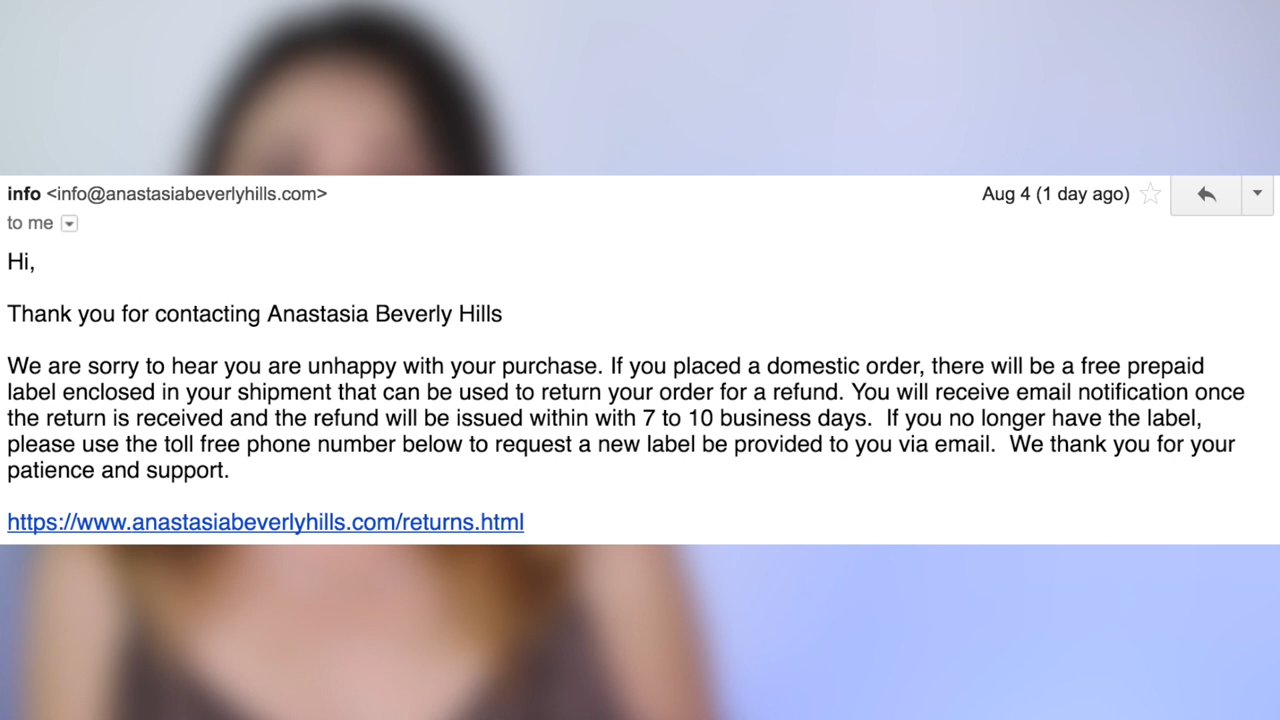 info <info@anastasiabeverlyhills.com>
Aug 4 (1 day ago)
to me
Hi,
Thank you for contacting Anastasia Beverly Hills
We are sorry to hear you are unhappy with your purchase. If you placed a domestic order, there will be a free prepaid
label enclosed in your shipment that can be used to return your order for a refund. You will receive email notification once
the return is received and the refund will be issued within with 7 to 10 business days.  If you no longer have the label,
please use the toll free phone number below to request a new label be provided to you via email.  We thank you for your
patience and support.
https://www.anastasiabeverlyhills.com/returns.html